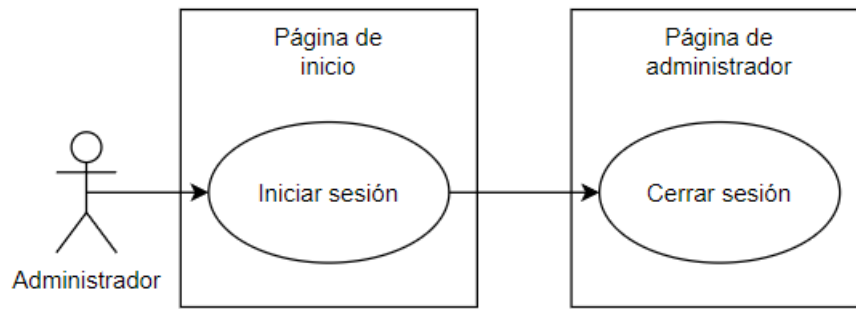 Página de
inicio
Iniciar sesión
Administrador
Página de
administrador
Cerrar sesión